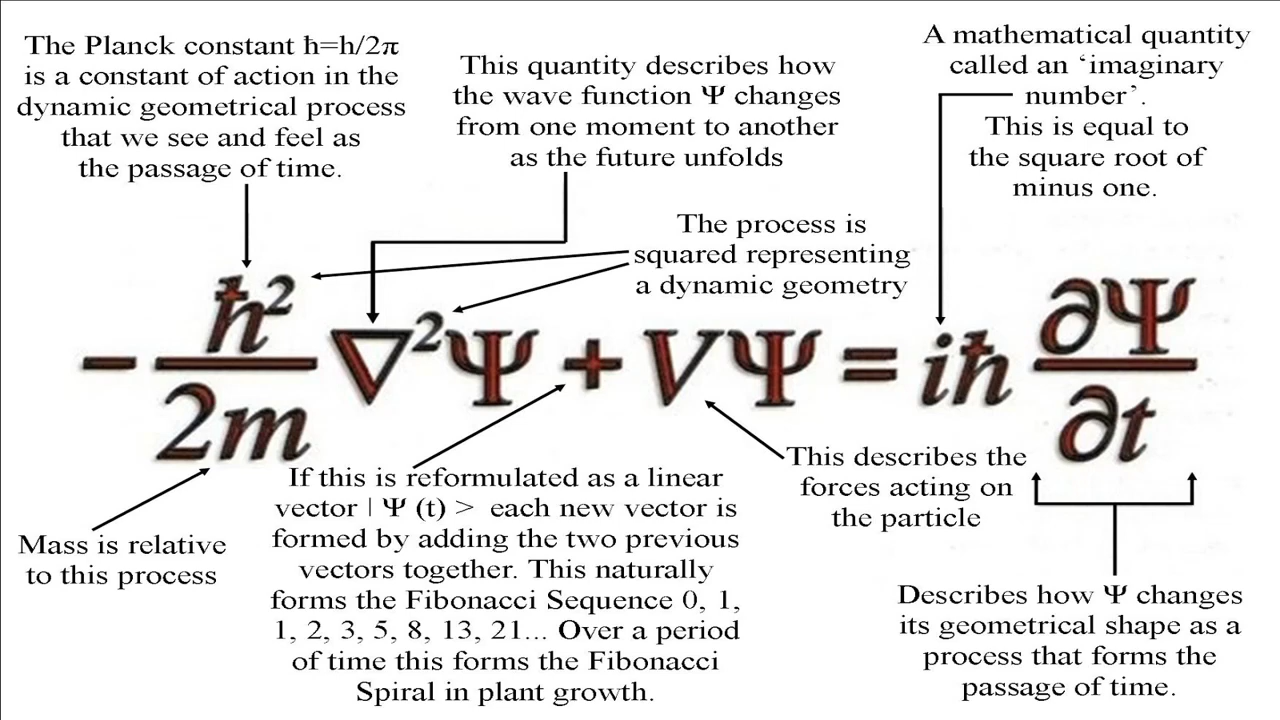 The Planck constant ħ=h/2π
is a constant of action in the
dynamic geometrical process
that we see and feel as
the passage of time.
This quantity describes how
the wave function Ψ changes
from one moment to another
as the future unfolds
A mathematical quantity
called an ‘imaginary
number’.
This is equal to
the square root of
minus one.
The process is
squared representing
a dynamic geometry
-ħ²/2m ∇²Ψ + VΨ = iħ ∂Ψ/∂t
Mass is relative
to this process
If this is reformulated as a linear
vector | Ψ (t) > each new vector is
formed by adding the two previous
vectors together. This naturally
forms the Fibonacci Sequence 0, 1,
1, 2, 3, 5, 8, 13, 21... Over a period
of time this forms the Fibonacci
Spiral in plant growth.
This describes the
forces acting on
the particle
Describes how Ψ changes
its geometrical shape as a
process that forms the
passage of time.